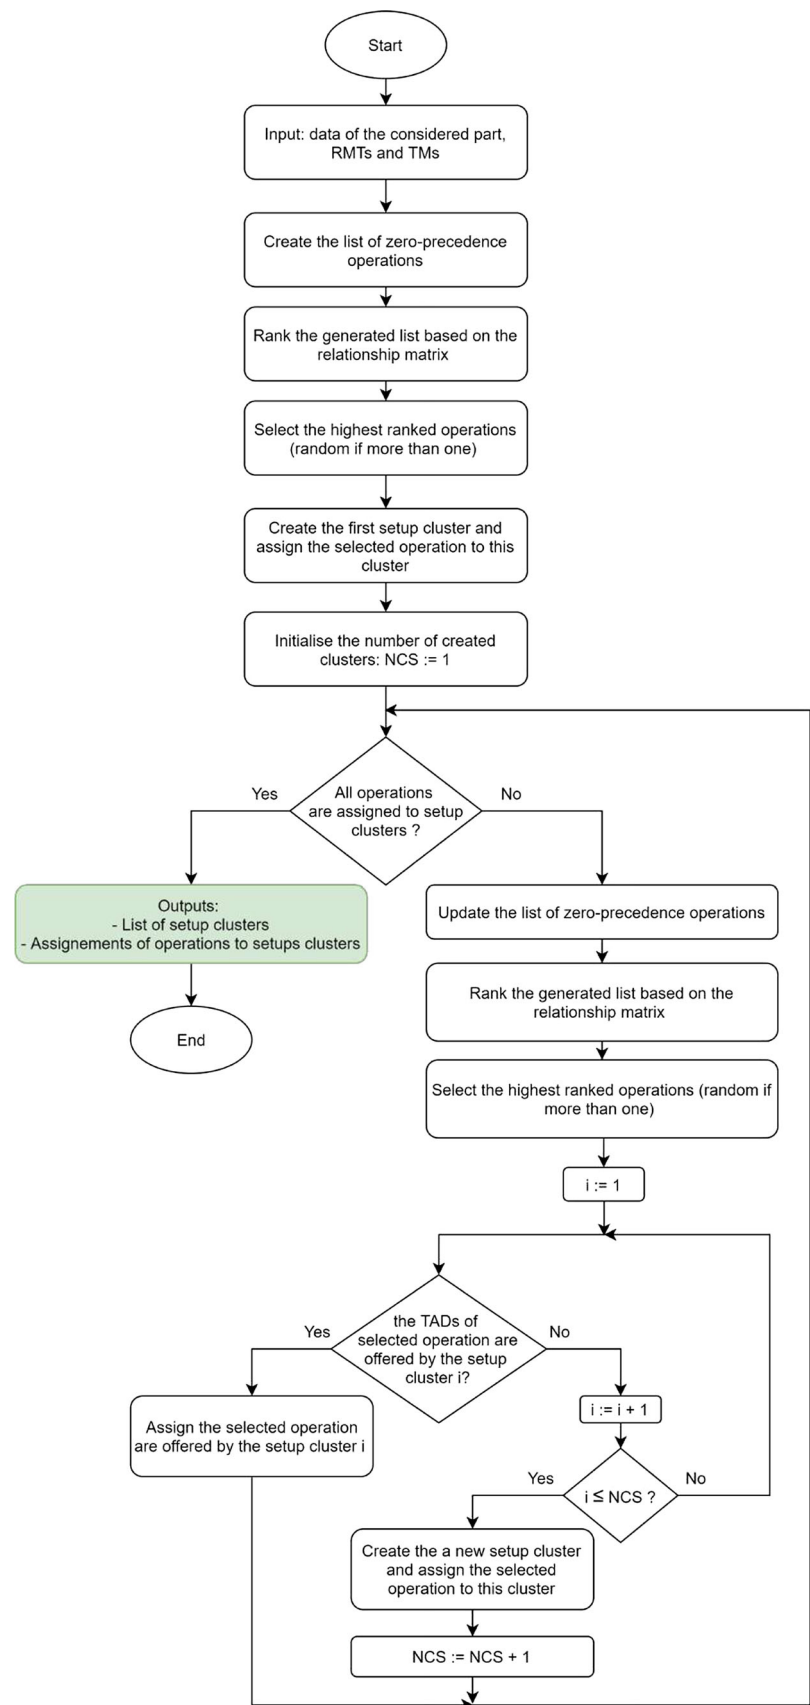 Start
Input: data of the considered part,
RMTs and TMs
Create the list of zero-precedence
operations
Rank the generated list based on the
relationship matrix
Select the highest ranked operations
(random if more than one)
Create the first setup cluster and
assign the selected operation to this
cluster
Initialise the number of created
clusters: NCS := 1
All operations
are assigned to setup
clusters ?
Yes
No
Outputs:
- List of setup clusters
- Assignements of operations to setups clusters
End
Update the list of zero-precedence operations
Rank the generated list based on the
relationship matrix
Select the highest ranked operations (random if
more than one)
i := 1
the TADs of
selected operation are
offered by the setup
cluster i?
Yes
No
Assign the selected operation
are offered by the setup cluster i
i := i + 1
i ≤ NCS ?
Yes
No
Create the a new setup cluster
and assign the selected
operation to this cluster
NCS := NCS + 1